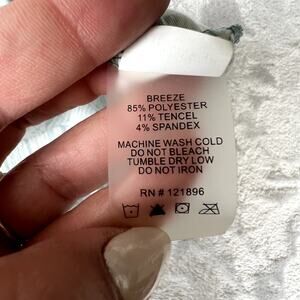 BREEZE
85% POLYESTER
11% TENCEL
4% SPANDEX
MACHINE WASH COLD
DO NOT BLEACH
TUMBLE DRY LOW
DO NOT IRON
RN # 121896